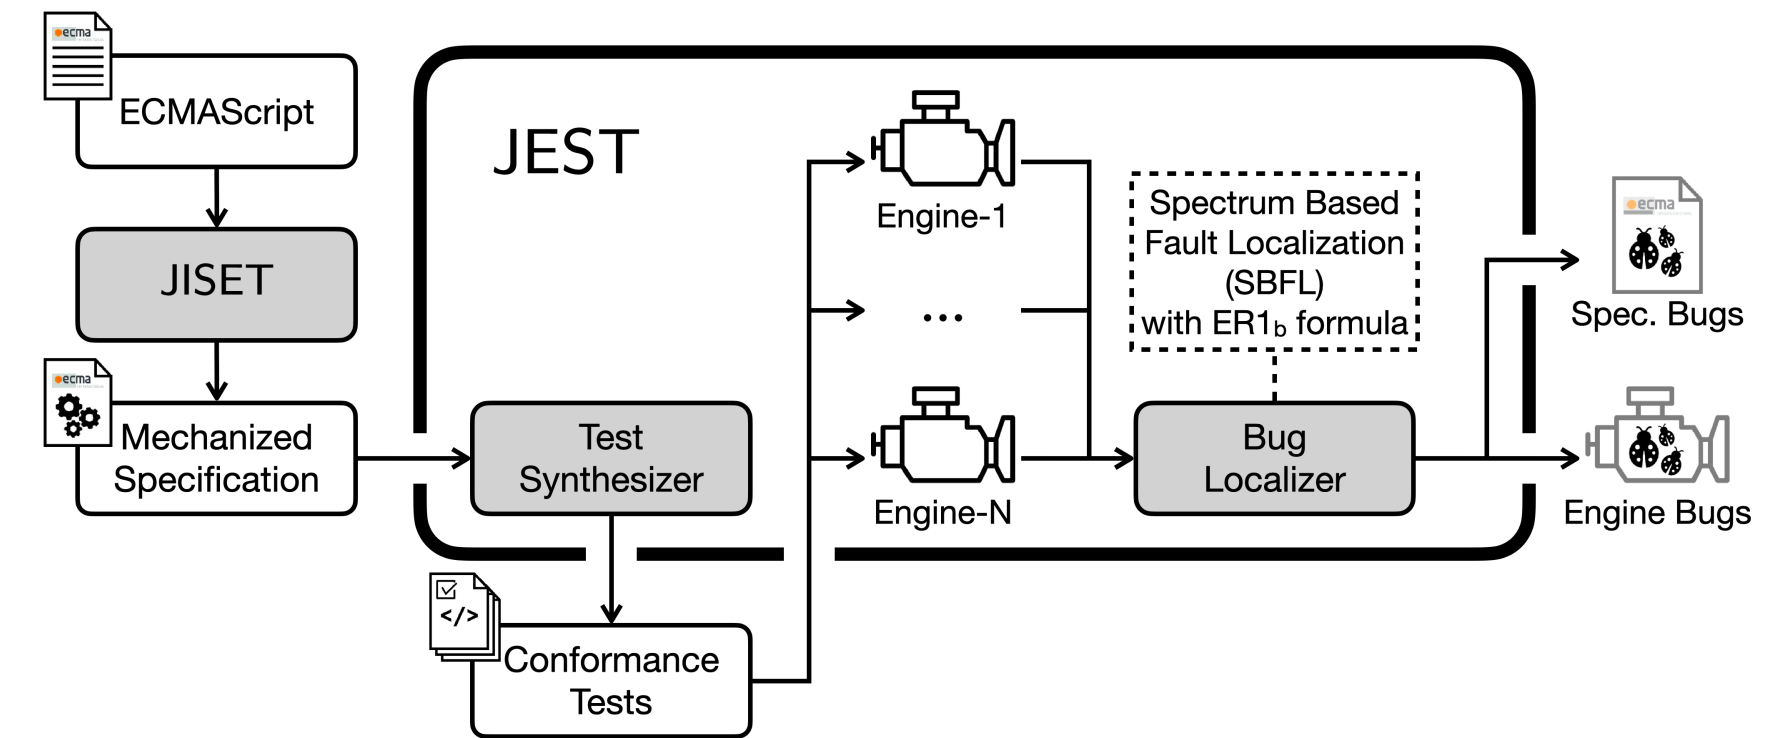 ecma
ECMAScript
JISET
ecma
Mechanized
Specification
JEST
Test
Synthesizer
</>
Conformance
Tests
Engine-1
...
Engine-N
Spectrum Based
Fault Localization
(SBFL)
with ER1b formula
Bug
Localizer
ecma
Spec. Bugs
Engine Bugs